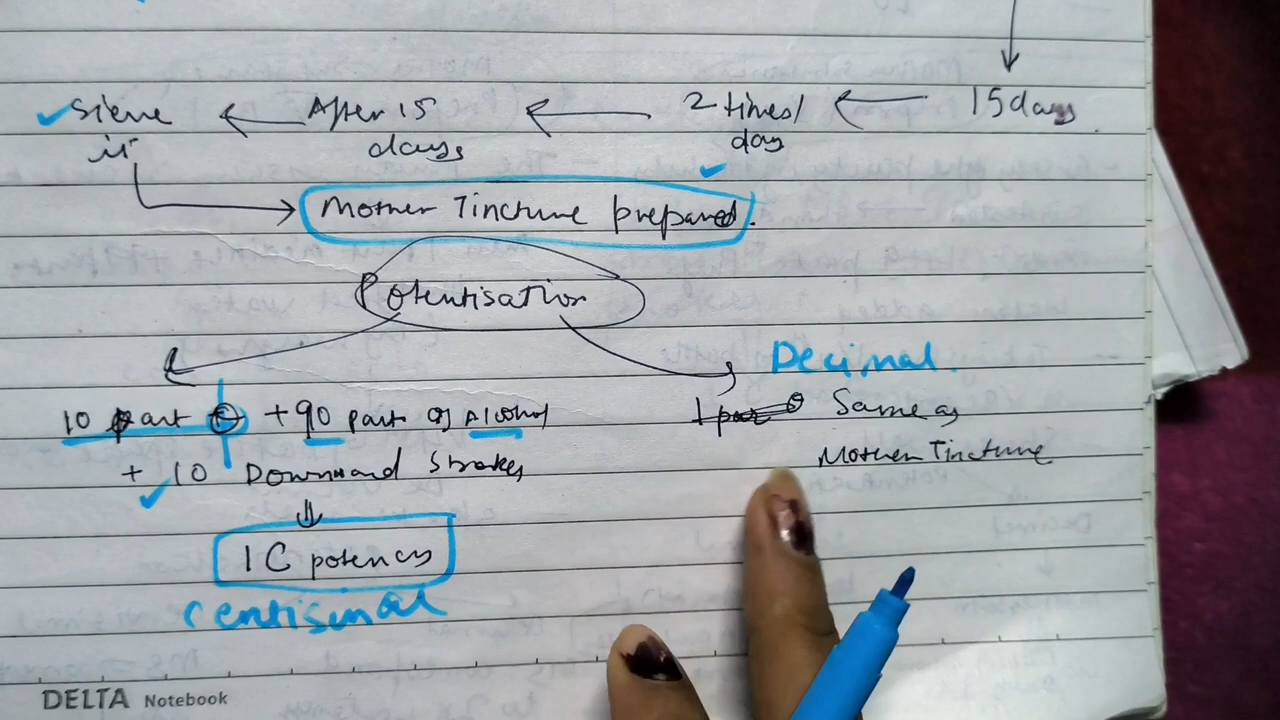 15 days
2 times/
day
After 15
days
Sieve
it
Mother Tincture prepared.
Potentisation
10 part θ +90 part of Alcohol
+ 10 Downward Strokes
1C potency
Centisimal
Decimal.
Same as
Mother Tincture
DELTA Notebook